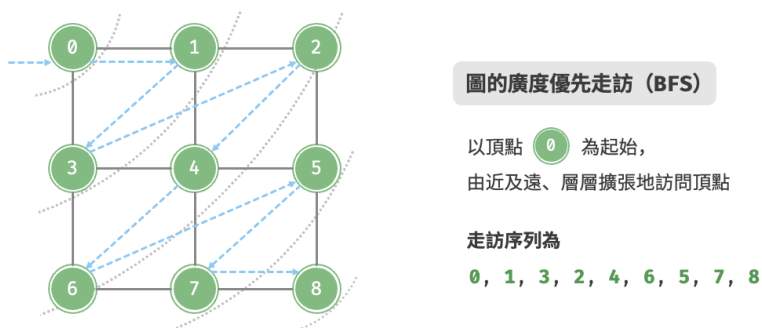 0 1 2
3 4 5
6 7 8
圖的廣度優先走訪（BFS）
以頂點 0 為起始，
由近及遠、層層擴張地訪問頂點
走訪序列為
0, 1, 3, 2, 4, 6, 5, 7, 8